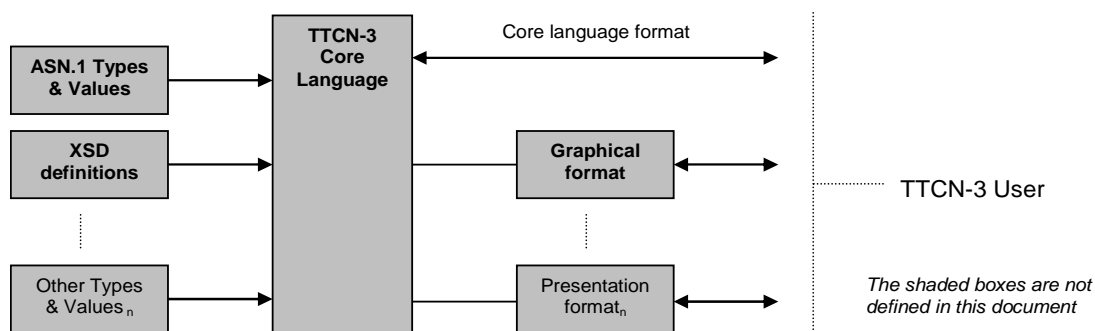 TTCN-3
Core
Language
Core language format
ASN.1 Types
& Values
XSD
definitions
Graphical
format
TTCN-3 User
Other Types
& Values n
Presentation
format n
The shaded boxes are not
defined in this document